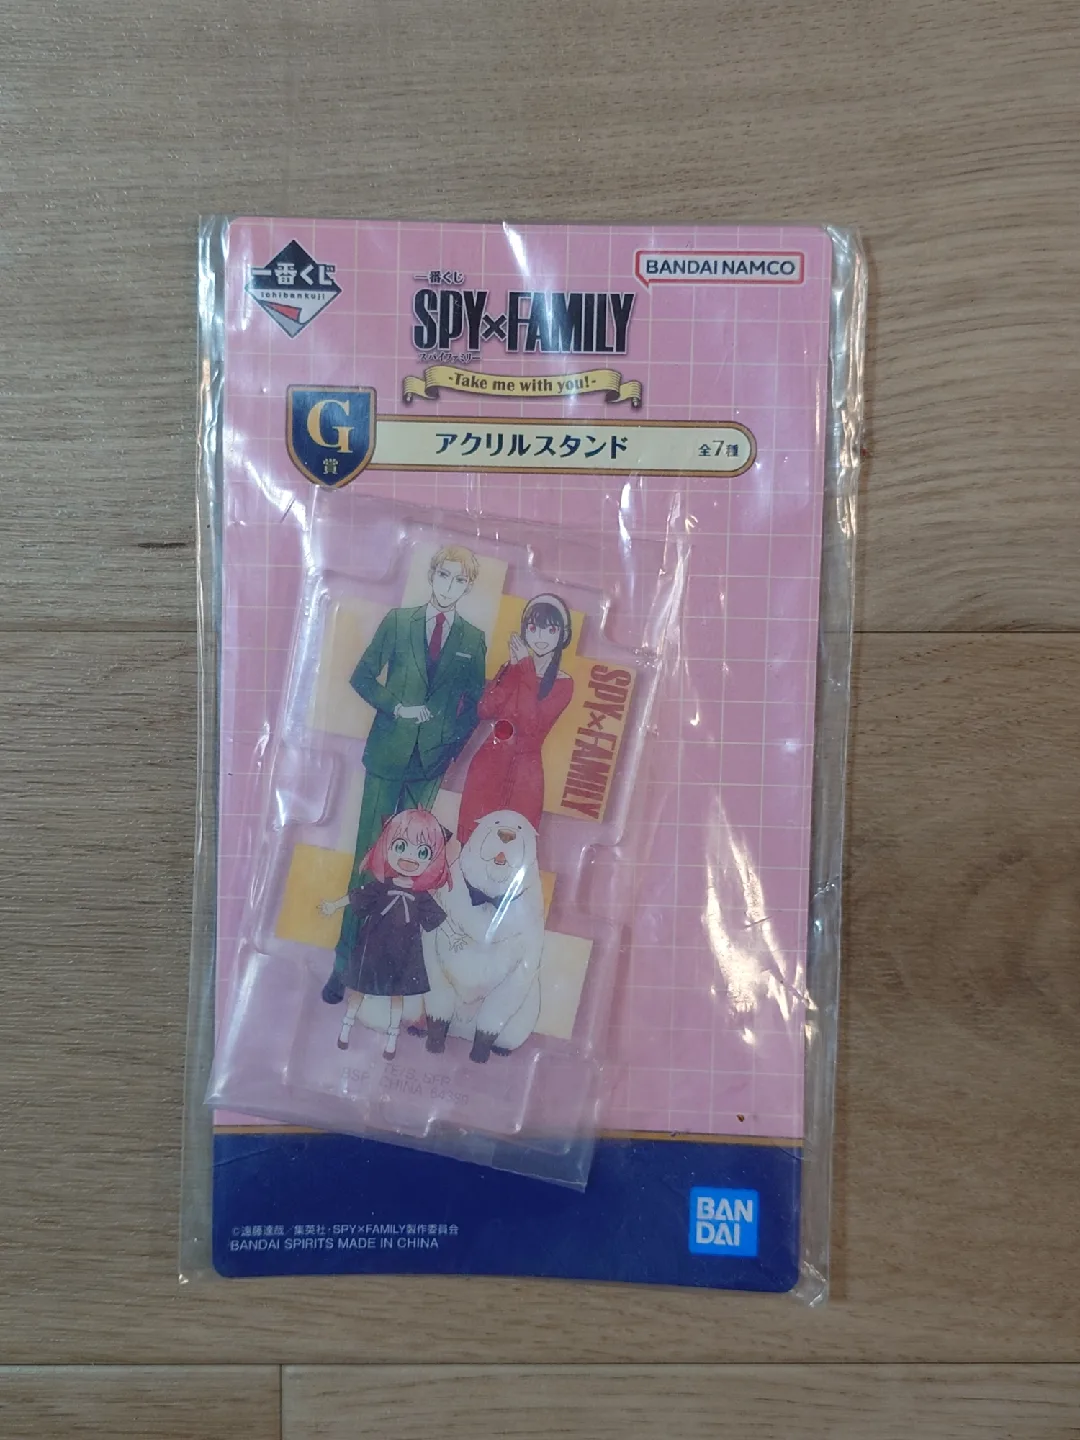 一番くじ
ichibankuji
BANDAI NAMCO
一番くじ
SPY×FAMILY
スパイファミリー
-Take me with you!-
G
賞
アクリルスタンド
全7種
SPY×FAMILY
BSP CHINA
©遠藤達哉/集英社・SPY×FAMILY製作委員会
BANDAI SPIRITS MADE IN CHINA
BAN
DAI